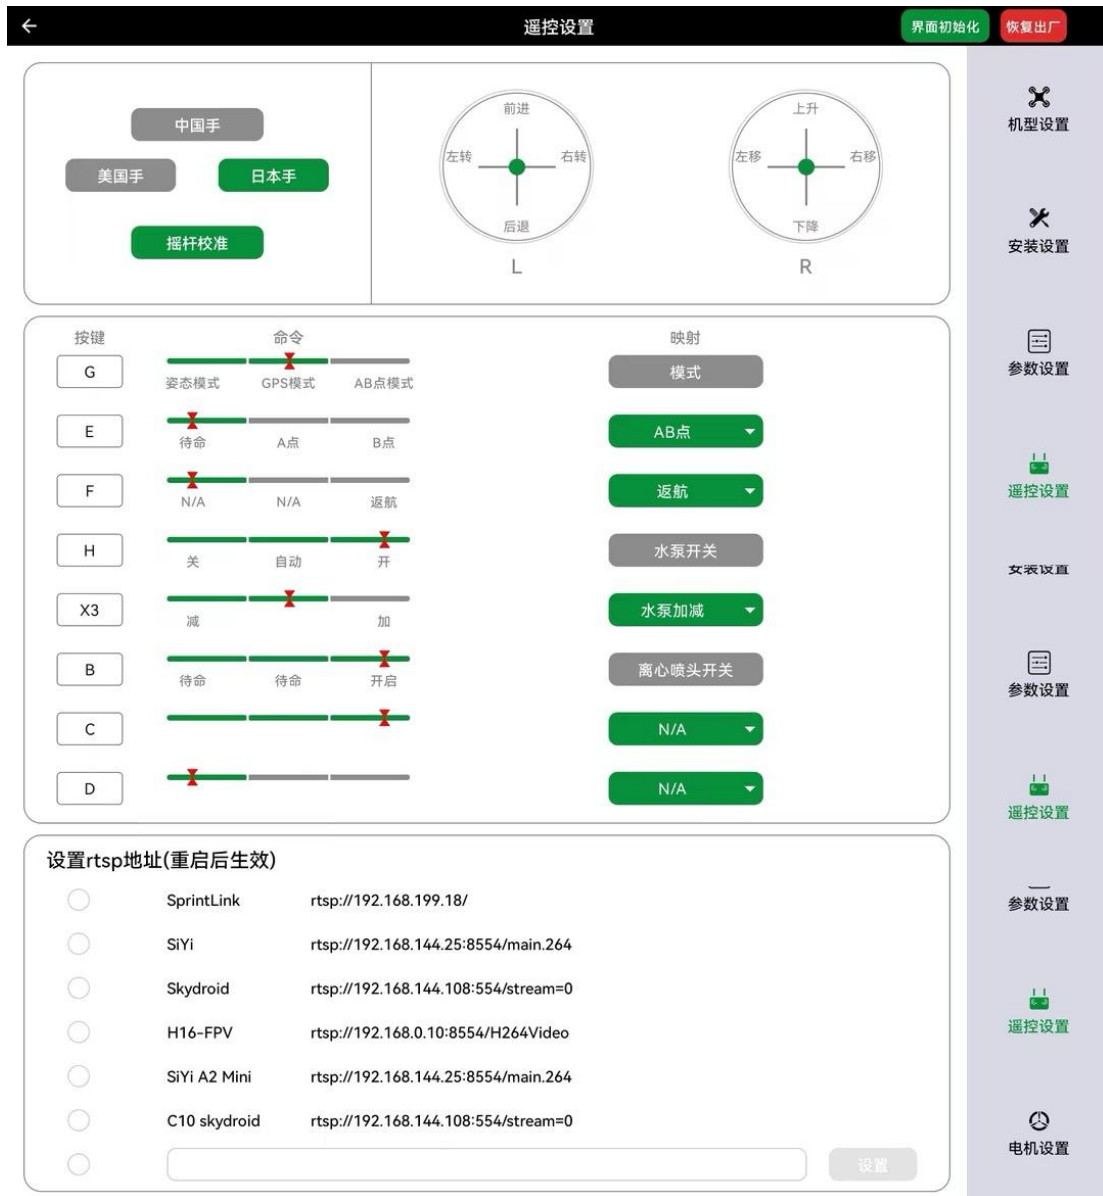 遥控设置
界面初始化
恢复出厂
中国手
美国手
日本手
摇杆校准
前进
左转
右转
后退
L
上升
左移
右移
下降
R
按键 命令 映射
G 姿态模式 GPS模式 AB点模式 模式
E 待命 A点 B点 AB点
F N/A N/A 返航 返航
H 关 自动 开 水泵开关
X3 减 加 水泵加减
B 待命 待命 开启 离心喷头开关
C N/A
D N/A
设置rtsp地址(重启后生效)
SprintLink rtsp://192.168.199.18/
SiYi rtsp://192.168.144.25:8554/main.264
Skydroid rtsp://192.168.144.108:554/stream=0
H16-FPV rtsp://192.168.0.10:8554/H264Video
SiYi A2 Mini rtsp://192.168.144.25:8554/main.264
C10 skydroid rtsp://192.168.144.108:554/stream=0
设置
机型设置
安装设置
参数设置
遥控设置
安装设置
参数设置
遥控设置
参数设置
遥控设置
电机设置